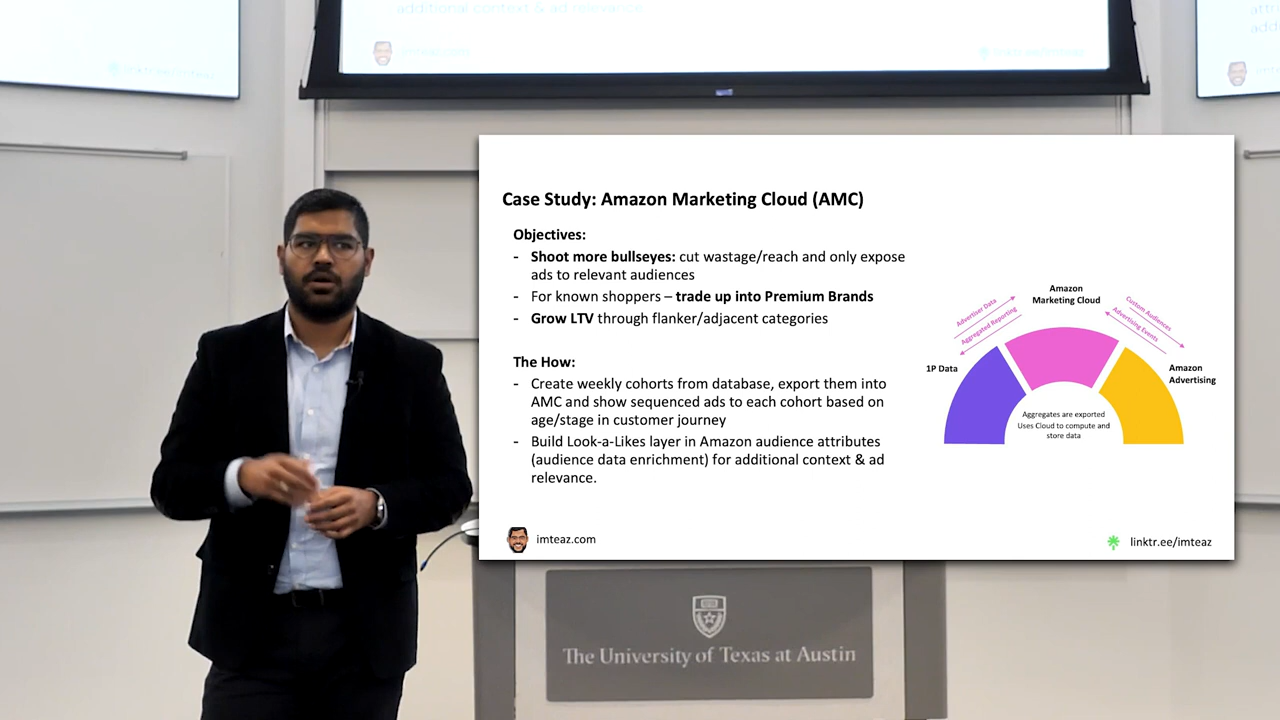 additional context & ad relevance.
imteaz.com
Case Study: Amazon Marketing Cloud (AMC)
Objectives:
- Shoot more bullseyes: cut wastage/reach and only expose
ads to relevant audiences
- For known shoppers – trade up into Premium Brands
- Grow LTV through flanker/adjacent categories
The How:
- Create weekly cohorts from database, export them into
AMC and show sequenced ads to each cohort based on
age/stage in customer journey
- Build Look-a-Likes layer in Amazon audience attributes
(audience data enrichment) for additional context & ad
relevance.
Amazon
Marketing Cloud
Advertiser Data
Aggregated Reporting
Custom Audiences
Advertising Events
1P Data
Amazon
Advertising
Aggregates are exported
Uses Cloud to compute and
store data
imteaz.com
linktr.ee/imteaz
The University of Texas at Austin